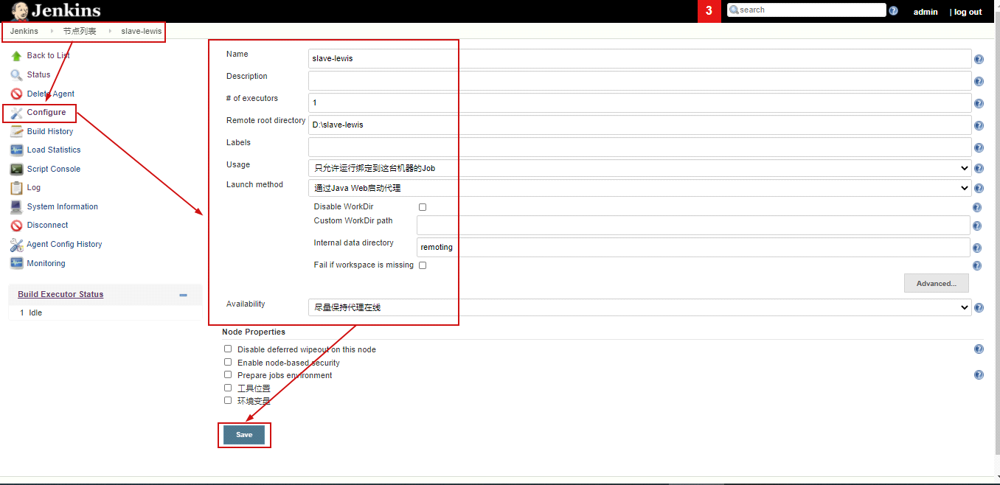 Jenkins
3
search
admin
| log out
Jenkins
节点列表
slave-lewis
Back to List
Status
Delete Agent
Configure
Build History
Load Statistics
Script Console
Log
System Information
Disconnect
Agent Config History
Monitoring
Build Executor Status
1 Idle
Name
slave-lewis
Description
# of executors
1
Remote root directory
D:\slave-lewis
Labels
Usage
只允许运行绑定到这台机器的Job
Launch method
通过Java Web启动代理
Disable WorkDir
Custom WorkDir path
Internal data directory
remoting
Fail if workspace is missing
Advanced...
Availability
尽量保持代理在线
Node Properties
Disable deferred wipeout on this node
Enable node-based security
Prepare jobs environment
工具位置
环境变量
Save